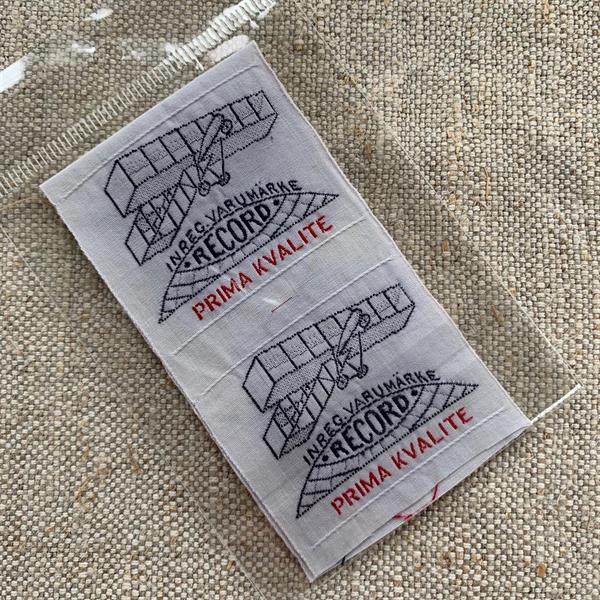 INREG. VARUMÄRKE
RECORD
PRIMA KVALITE
INREG. VARUMÄRKE
RECORD
PRIMA KVALITE